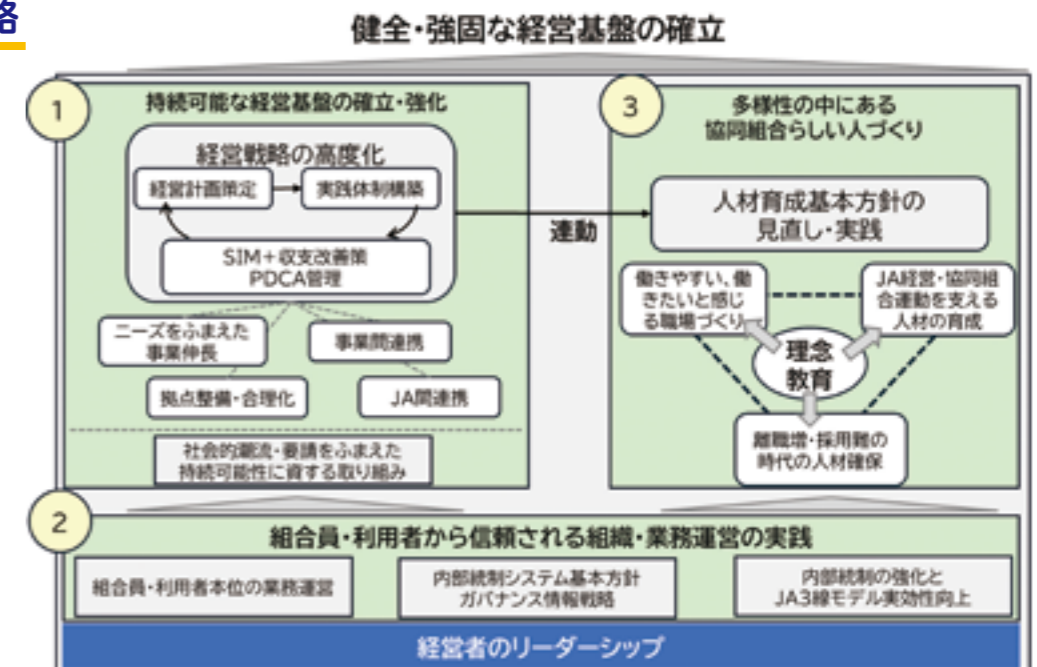 略
健全・強固な経営基盤の確立
1
持続可能な経営基盤の確立・強化
経営戦略の高度化
経営計画策定
実践体制構築
SIM＋収支改善策
PDCA管理
ニーズをふまえた
事業伸長
事業間連携
拠点整備・合理化
JA間連携
社会的潮流・要請をふまえた
持続可能性に資する取り組み
連動
3
多様性の中にある
協同組合らしい人づくり
人材育成基本方針の
見直し・実践
働きやすい、働
きたいと感じ
る職場づくり
JA経営・協同組
合運動を支える
人材の育成
理念
教育
離職増・採用難の
時代の人材確保
2
組合員・利用者から信頼される組織・業務運営の実践
組合員・利用者本位の業務運営
内部統制システム基本方針
ガバナンス情報戦略
内部統制の強化と
JA3線モデル実効性向上
経営者のリーダーシップ